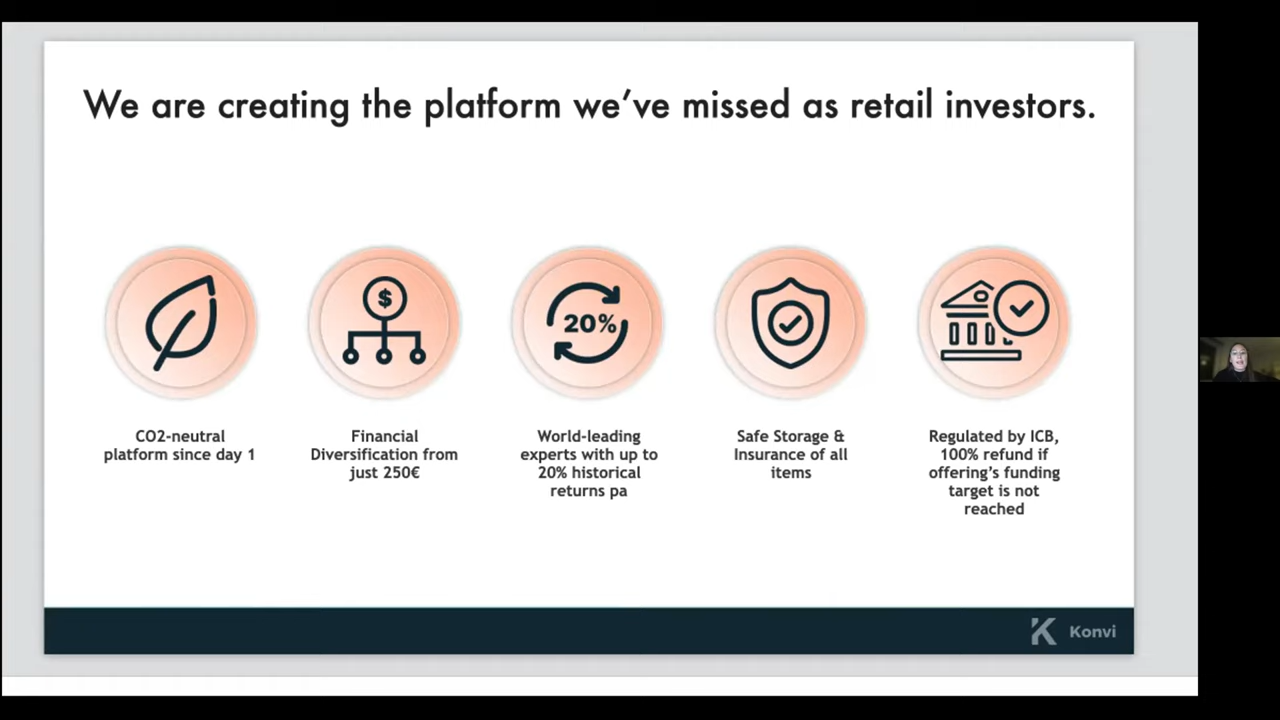 We are creating the platform we've missed as retail investors.
$
20%
CO2-neutral
platform since day 1
Financial
Diversification from
just 250€
World-leading
experts with up to
20% historical
returns pa
Safe Storage &
Insurance of all
items
Regulated by ICB,
100% refund if
offering's funding
target is not
reached
Konvi